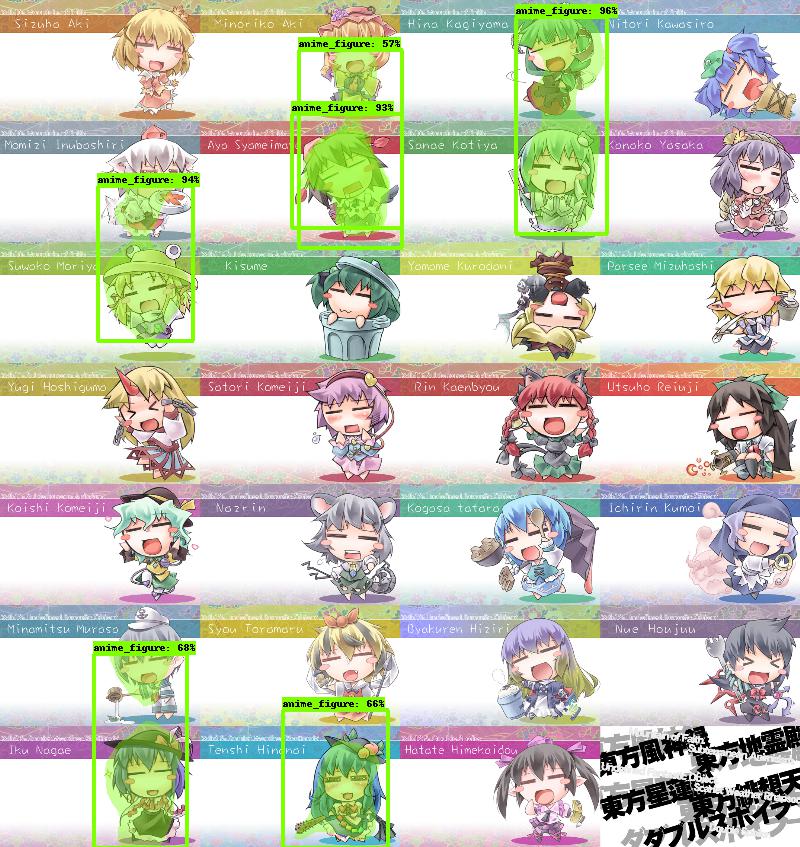 Sizuha Aki
Minoriko Aki
Hina Kagiyama
Nitori Kawasiro
anime_figure: 96%
anime_figure: 57%
anime_figure: 93%
Momizi Inubashiri
Aya Syameimaru
Sanae Kotiya
Kanako Yasaka
anime_figure: 94%
Suwako Moriya
Kisume
Yamame Kurodani
Parsee Mizuhashi
Yugi Hoshiguma
Satori Komeiji
Rin Kaenbyou
Utsuho Reiuji
Koishi Komeiji
Nazrin
Kogasa tatara
Ichirin Kumoi
Minamitsu Murasa
Syou Toramaru
Byakuren Hiziri
Nue Houjuu
anime_figure: 68%
anime_figure: 66%
Iku Nagae
Tenshi Hinanai
Hatate Himekaidou
東方風神録
東方地霊殿
東方星蓮
ダブルスポイラー